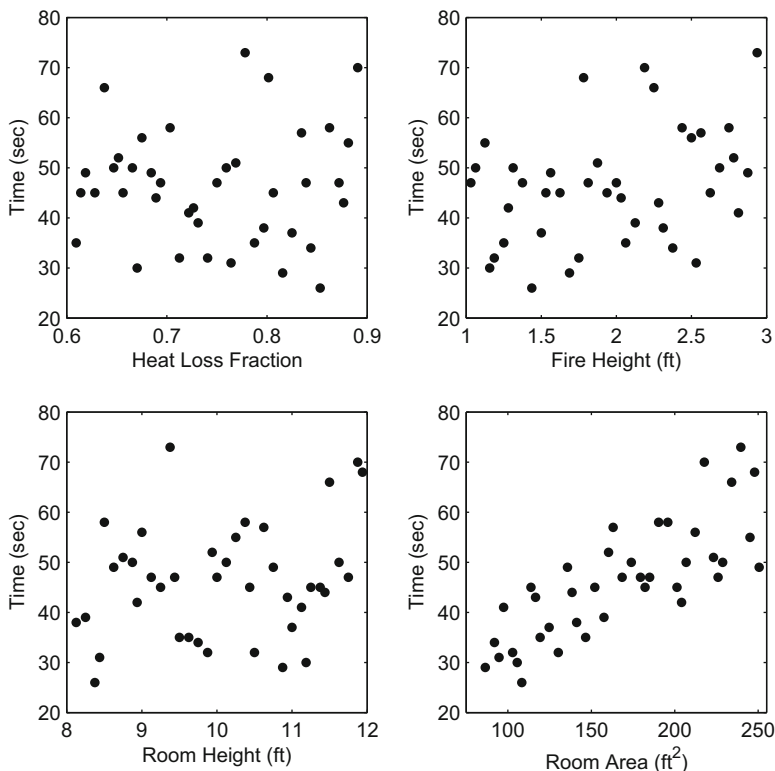 80
70
60
50
40
30
20
Time (sec)
0.6 0.7 0.8 0.9
Heat Loss Fraction
80
70
60
50
40
30
20
Time (sec)
1 1.5 2 2.5 3
Fire Height (ft)
80
70
60
50
40
30
20
Time (sec)
8 9 10 11 12
Room Height (ft)
80
70
60
50
40
30
20
Time (sec)
100 150 200 250
Room Area (ft²)